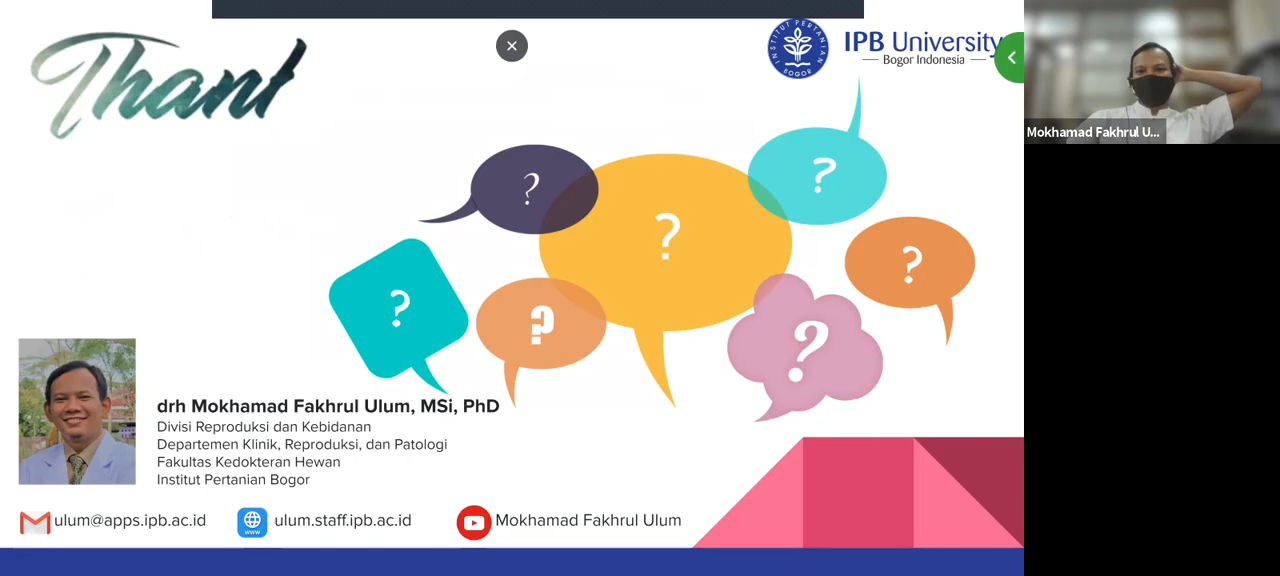 Thank
IPB University
Bogor Indonesia
INSTITUT PERTANIAN
BOGOR
?
?
?
?
?
?
?
Mokhamad Fakhrul U...
drh Mokhamad Fakhrul Ulum, MSi, PhD
Divisi Reproduksi dan Kebidanan
Departemen Klinik, Reproduksi, dan Patologi
Fakultas Kedokteran Hewan
Institut Pertanian Bogor
ulum@apps.ipb.ac.id
www
ulum.staff.ipb.ac.id
Mokhamad Fakhrul Ulum